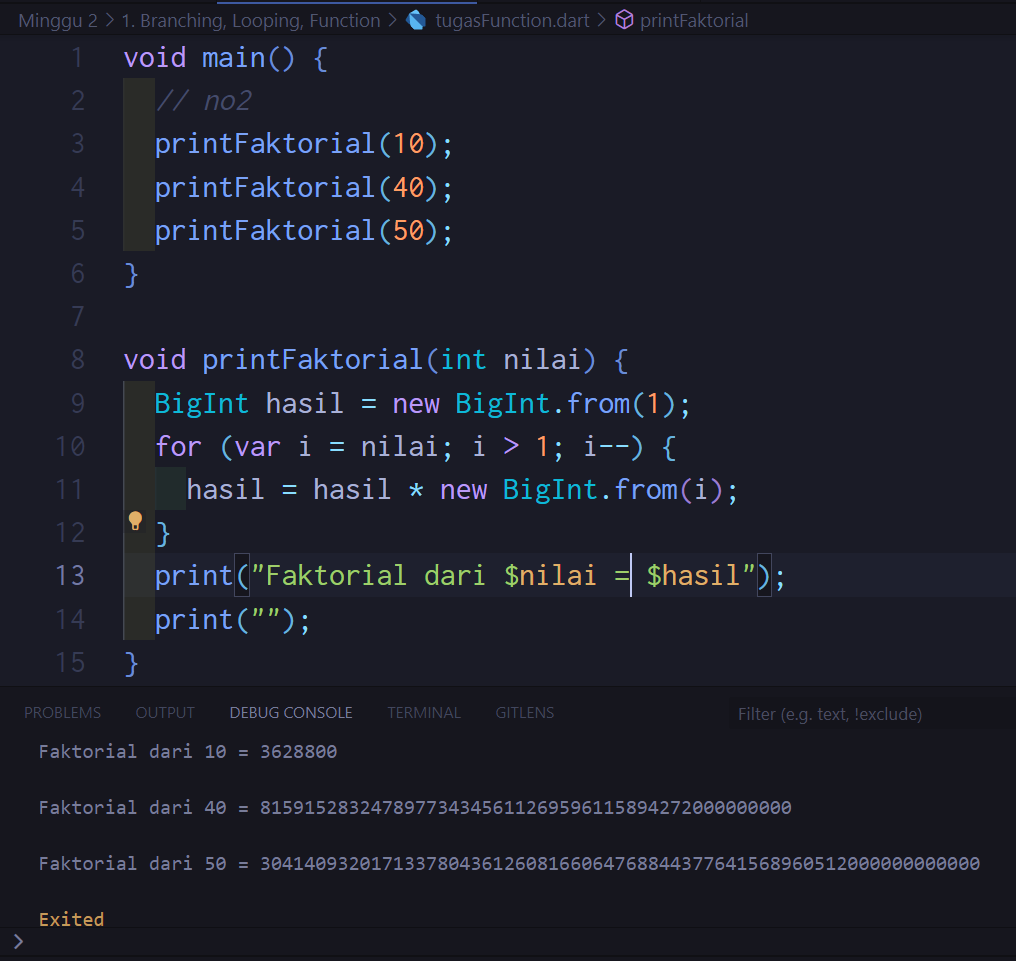 Minggu 2 > 1. Branching, Looping, Function > tugasFunction.dart > printFaktorial
1 void main() {
2   // no2
3   printFaktorial(10);
4   printFaktorial(40);
5   printFaktorial(50);
6 }
7
8 void printFaktorial(int nilai) {
9   BigInt hasil = new BigInt.from(1);
10   for (var i = nilai; i > 1; i--) {
11     hasil = hasil * new BigInt.from(i);
12   }
13   print("Faktorial dari $nilai = $hasil");
14   print("");
15 }
PROBLEMS OUTPUT DEBUG CONSOLE TERMINAL GITLENS Filter (e.g. text, !exclude)
Faktorial dari 10 = 3628800
Faktorial dari 40 = 815915283247897734345611269596115894272000000000
Faktorial dari 50 = 30414093201713378043612608166064768844377641568960512000000000000
Exited
>